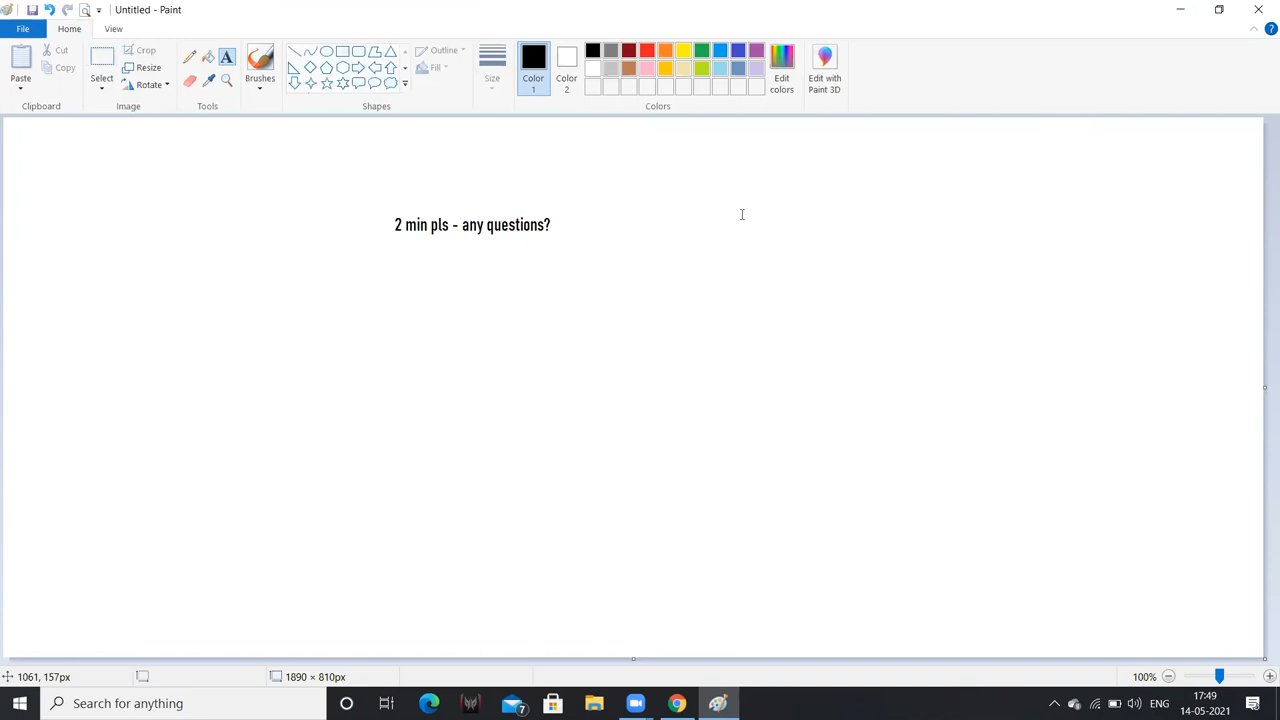 Untitled - Paint
File
Home
View
Paste
Cut
Copy
Clipboard
Select
Crop
Resize
Rotate
Image
A
Tools
Brushes
Shapes
Outline
Fill
Size
Color
1
Color
2
Colors
Edit
colors
Edit with
Paint 3D
2 min pls - any questions?
1061, 157px
1890 × 810px
100%
Search for anything
7
ENG
17:49
14-05-2021